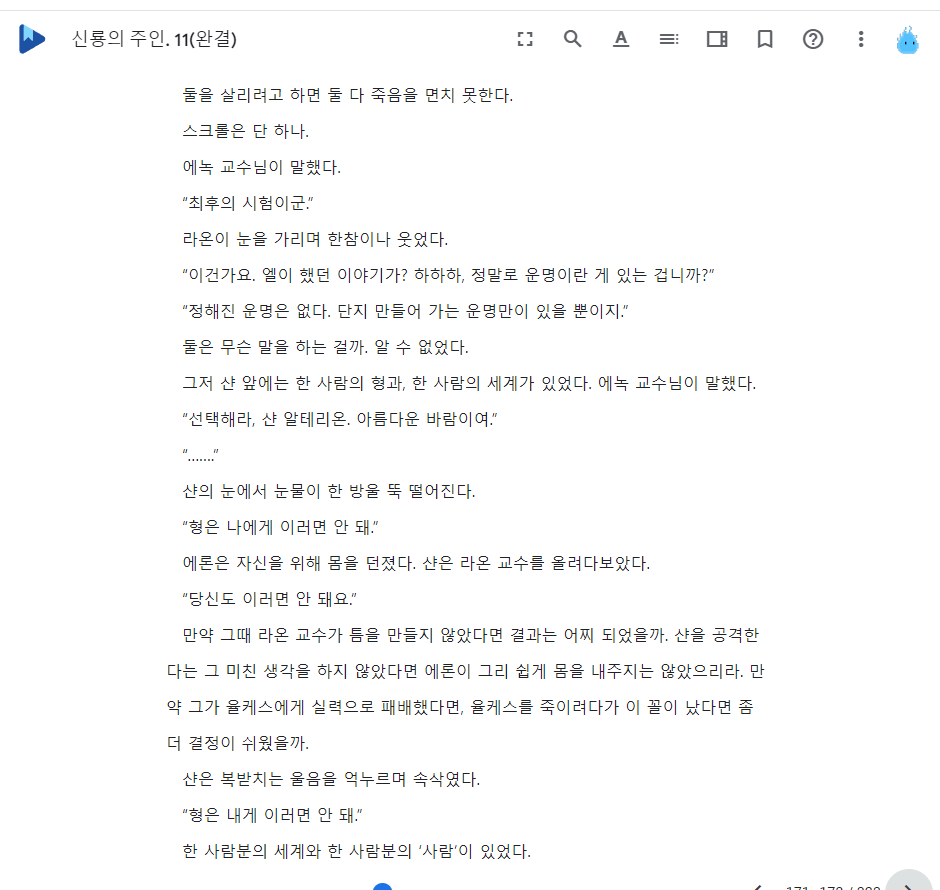 신룡의 주인. 11(완결)
둘을 살리려고 하면 둘 다 죽음을 면치 못한다.
스크롤은 단 하나.
에녹 교수님이 말했다.
“최후의 시험이군.”
라온이 눈을 가리며 한참이나 웃었다.
“이건가요. 엘이 했던 이야기가? 하하하, 정말로 운명이란 게 있는 겁니까?”
“정해진 운명은 없다. 단지 만들어 가는 운명만이 있을 뿐이지.”
둘은 무슨 말을 하는 걸까. 알 수 없었다.
그저 샨 앞에는 한 사람의 형과, 한 사람의 세계가 있었다. 에녹 교수님이 말했다.
“선택해라, 샨 알테리온. 아름다운 바람이여.”
“…….”
샨의 눈에서 눈물이 한 방울 뚝 떨어진다.
“형은 나에게 이러면 안 돼.”
에론은 자신을 위해 몸을 던졌다. 샨은 라온 교수를 올려다보았다.
“당신도 이러면 안 돼요.”
만약 그때 라온 교수가 틈을 만들지 않았다면 결과는 어찌 되었을까. 샨을 공격한
다는 그 미친 생각을 하지 않았다면 에론이 그리 쉽게 몸을 내주지는 않았으리라. 만
약 그가 율케스에게 실력으로 패배했다면, 율케스를 죽이려다가 이 꼴이 났다면 좀
더 결정이 쉬웠을까.
샨은 복받치는 울음을 억누르며 속삭였다.
“형은 내게 이러면 안 돼.”
한 사람분의 세계와 한 사람분의 ‘사람’이 있었다.